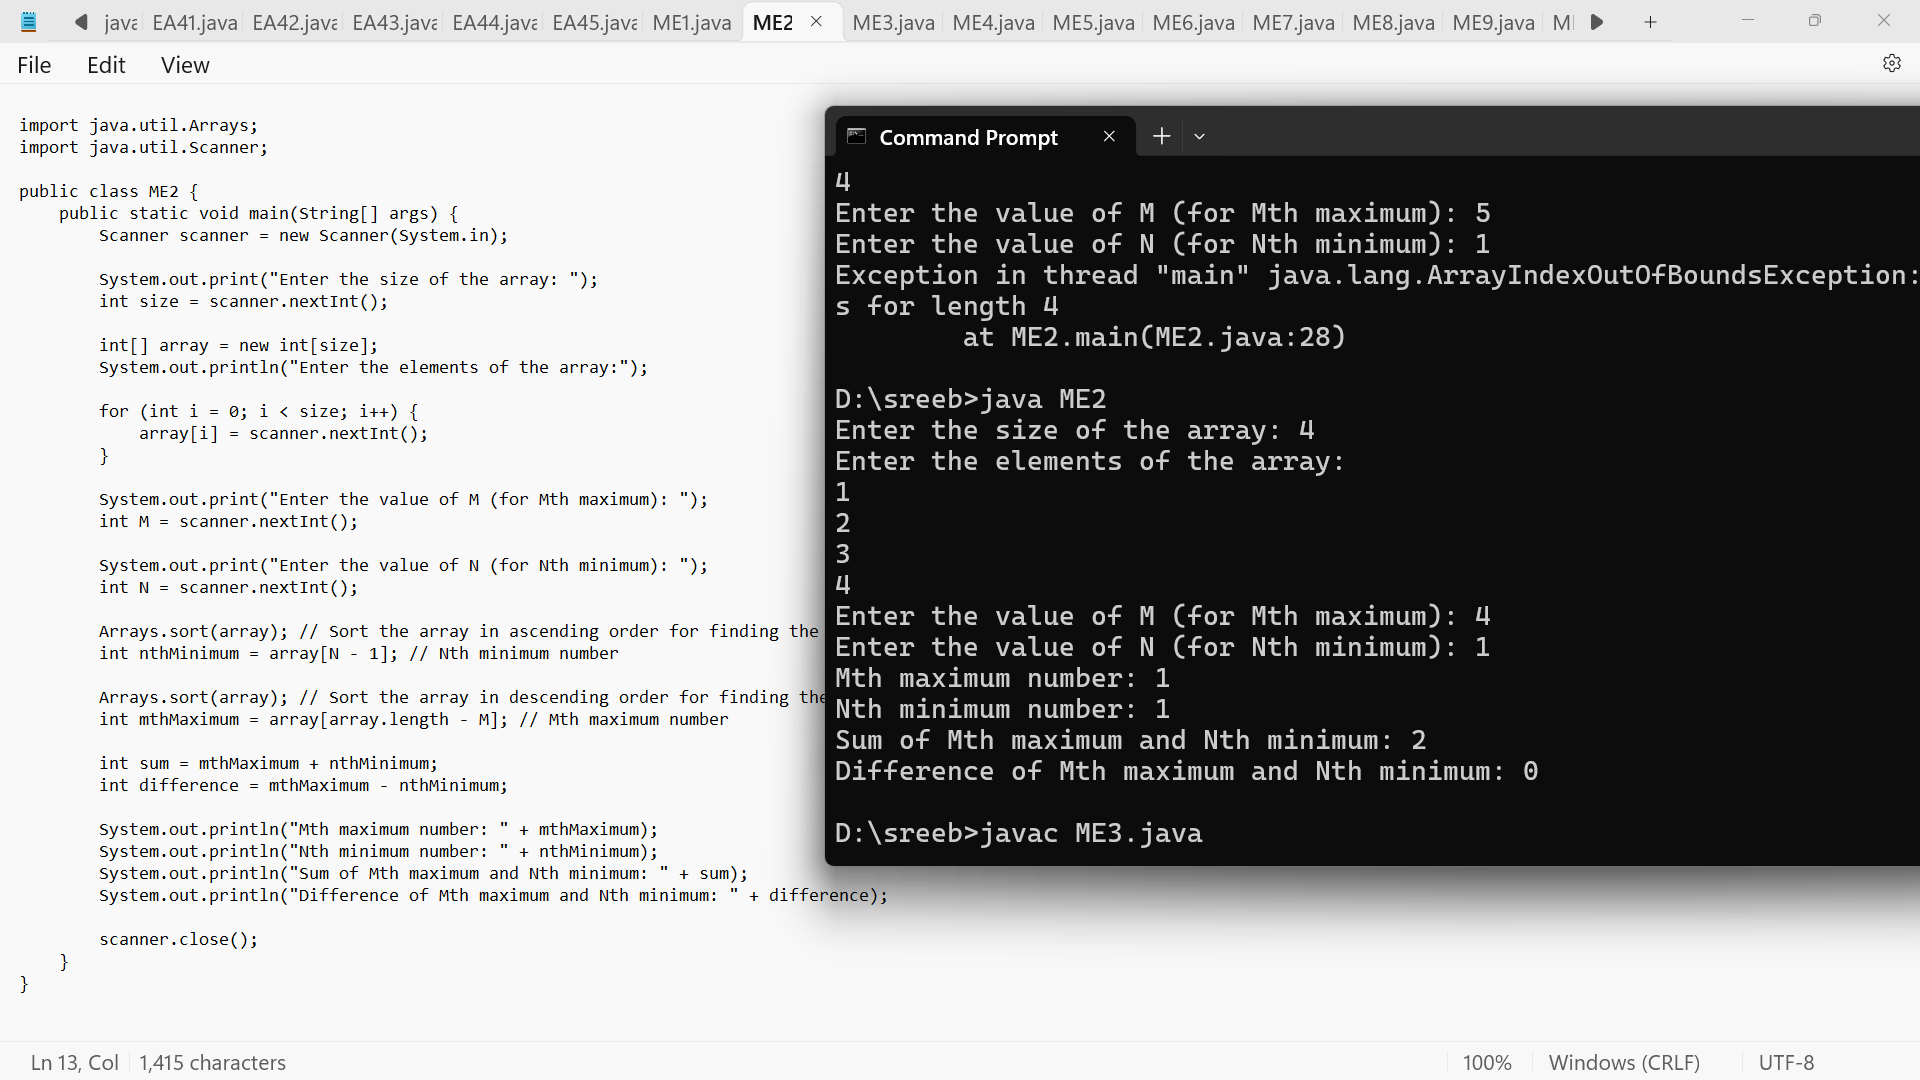 java EA41.java EA42.java EA43.java EA44.java EA45.java ME1.java ME2 ME3.java ME4.java ME5.java ME6.java ME7.java ME8.java ME9.java
File Edit View
import java.util.Arrays;
import java.util.Scanner;
public class ME2 {
public static void main(String[] args) {
Scanner scanner = new Scanner(System.in);
System.out.print("Enter the size of the array: ");
int size = scanner.nextInt();
int[] array = new int[size];
System.out.println("Enter the elements of the array:");
for (int i = 0; i < size; i++) {
array[i] = scanner.nextInt();
}
System.out.print("Enter the value of M (for Mth maximum): ");
int M = scanner.nextInt();
System.out.print("Enter the value of N (for Nth minimum): ");
int N = scanner.nextInt();
Arrays.sort(array); // Sort the array in ascending order for finding the
int nthMinimum = array[N - 1]; // Nth minimum number
Arrays.sort(array); // Sort the array in descending order for finding the
int mthMaximum = array[array.length - M]; // Mth maximum number
int sum = mthMaximum + nthMinimum;
int difference = mthMaximum - nthMinimum;
System.out.println("Mth maximum number: " + mthMaximum);
System.out.println("Nth minimum number: " + nthMinimum);
System.out.println("Sum of Mth maximum and Nth minimum: " + sum);
System.out.println("Difference of Mth maximum and Nth minimum: " + difference);
scanner.close();
}
}
Command Prompt
4
Enter the value of M (for Mth maximum): 5
Enter the value of N (for Nth minimum): 1
Exception in thread "main" java.lang.ArrayIndexOutOfBoundsException:
s for length 4
at ME2.main(ME2.java:28)
D:\sreeb>java ME2
Enter the size of the array: 4
Enter the elements of the array:
1
2
3
4
Enter the value of M (for Mth maximum): 4
Enter the value of N (for Nth minimum): 1
Mth maximum number: 1
Nth minimum number: 1
Sum of Mth maximum and Nth minimum: 2
Difference of Mth maximum and Nth minimum: 0
D:\sreeb>javac ME3.java
Ln 13, Col 1,415 characters 100% Windows (CRLF) UTF-8